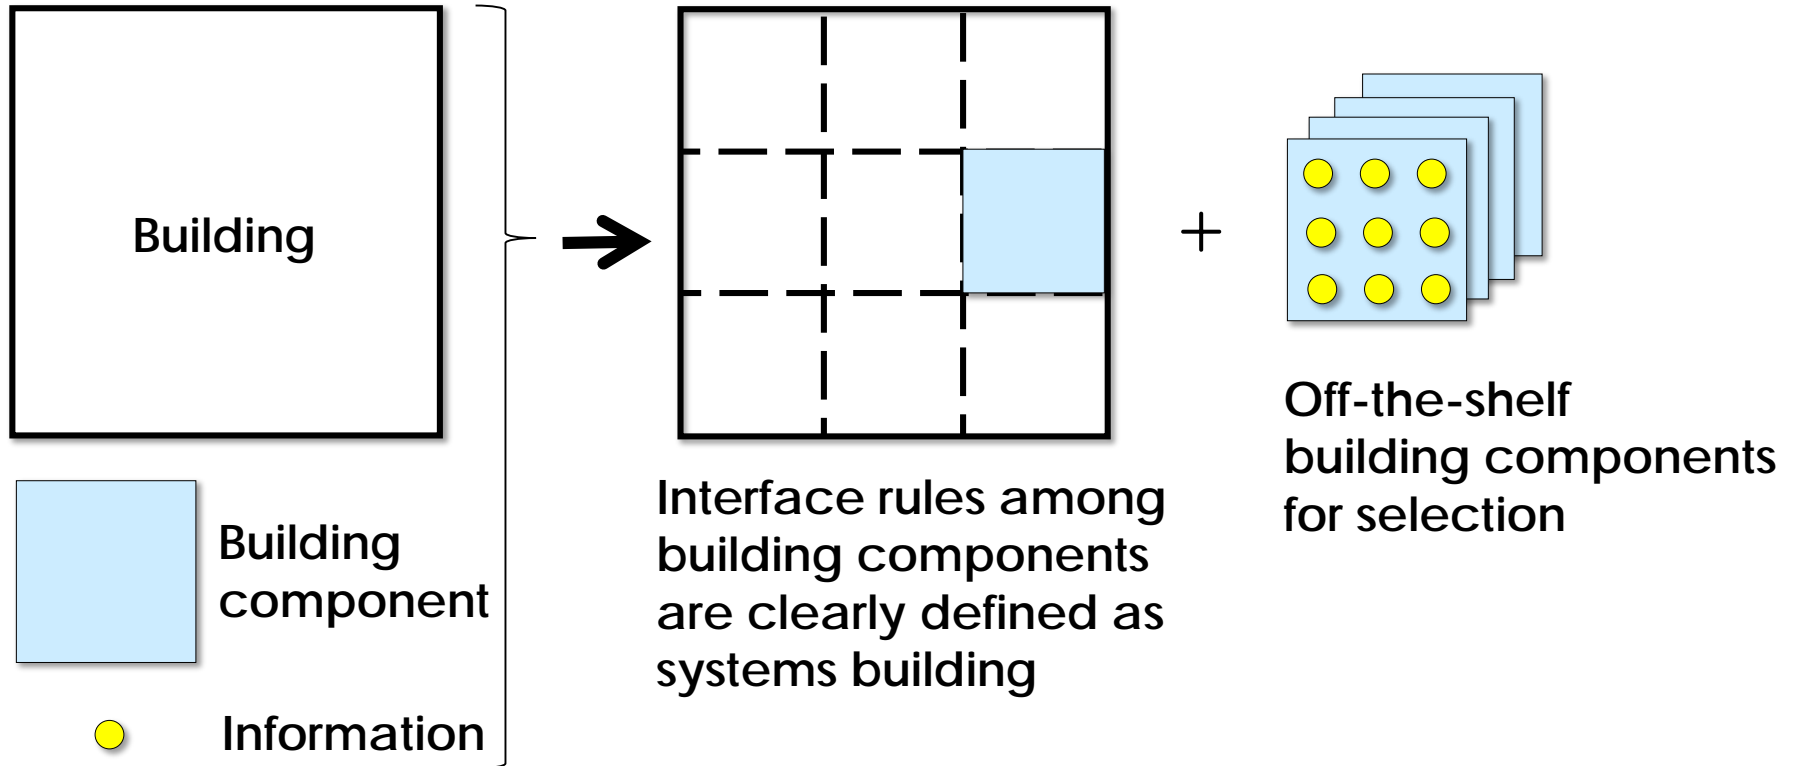 Building
Building
component
Information
Interface rules among
building components
are clearly defined as
systems building
+
Off-the-shelf
building components
for selection